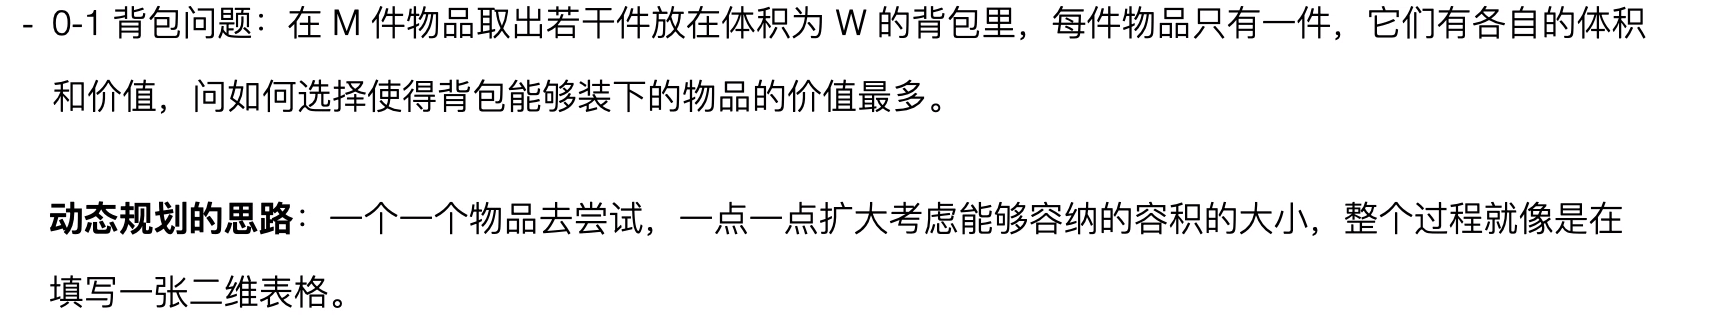 - 0-1 背包问题：在 M 件物品取出若干件放在体积为 W 的背包里，每件物品只有一件，它们有各自的体积
和价值，问如何选择使得背包能够装下的物品的价值最多。
动态规划的思路：一个一个物品去尝试，一点一点扩大考虑能够容纳的容积的大小，整个过程就像是在
填写一张二维表格。